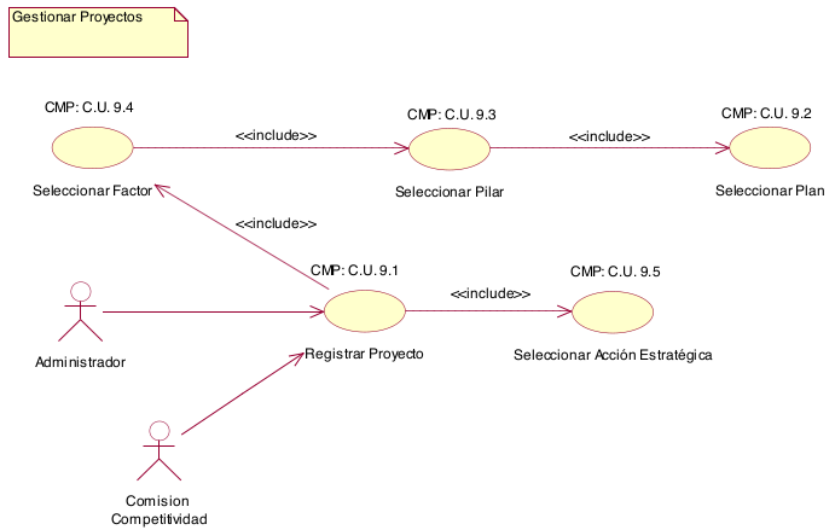 Gestionar Proyectos
CMP: C.U. 9.4
CMP: C.U. 9.3
CMP: C.U. 9.2
<<include>>
<<include>>
Seleccionar Factor
Seleccionar Pilar
Seleccionar Plan
<<include>>
CMP: C.U. 9.1
CMP: C.U. 9.5
<<include>>
Administrador
Registrar Proyecto
Seleccionar Acción Estratégica
Comision
Competitividad